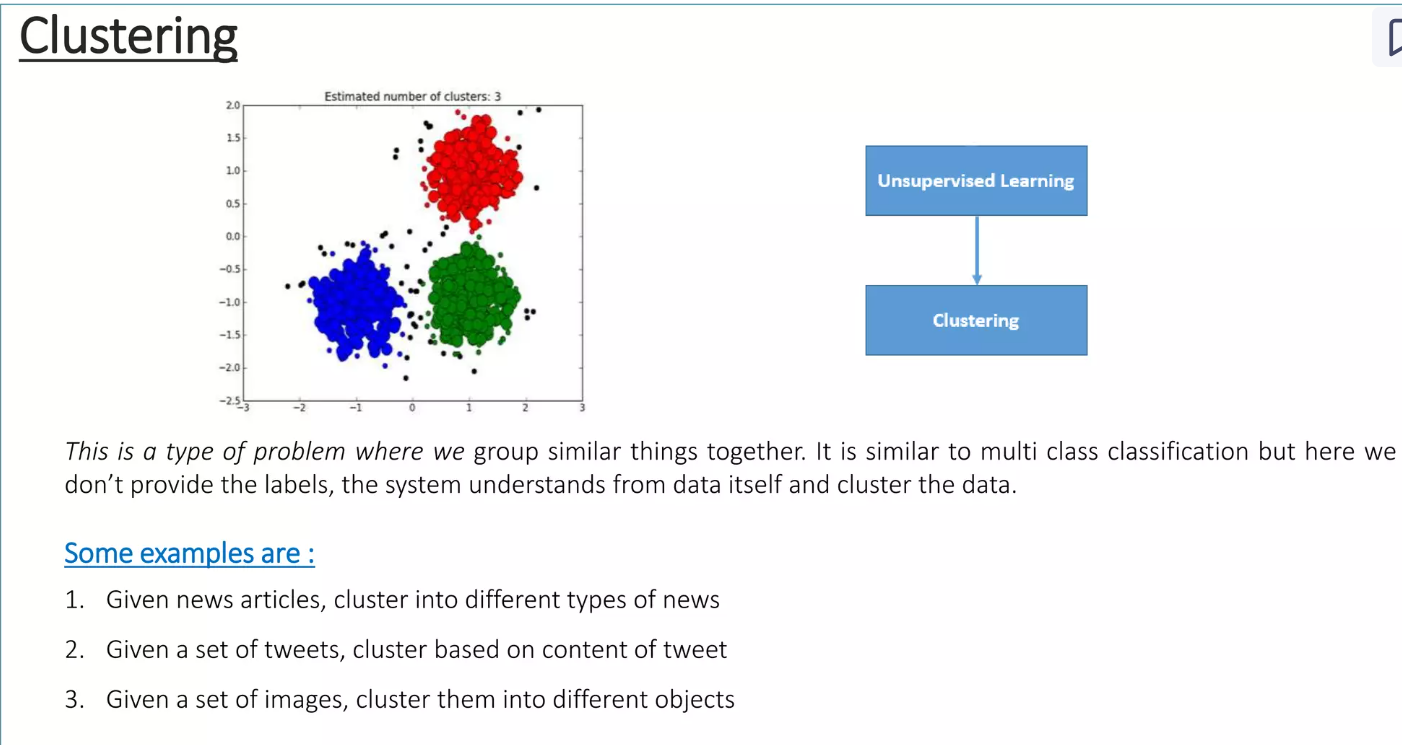 Clustering
Estimated number of clusters: 3
2.0
1.5
1.0
0.5
0.0
−0.5
−1.0
−1.5
−2.0
−2.5
−3
−2
−1
0
1
2
3
Unsupervised Learning
Clustering
This is a type of problem where we group similar things together. It is similar to multi class classification but here we
don't provide the labels, the system understands from data itself and cluster the data.
Some examples are :
1. Given news articles, cluster into different types of news
2. Given a set of tweets, cluster based on content of tweet
3. Given a set of images, cluster them into different objects